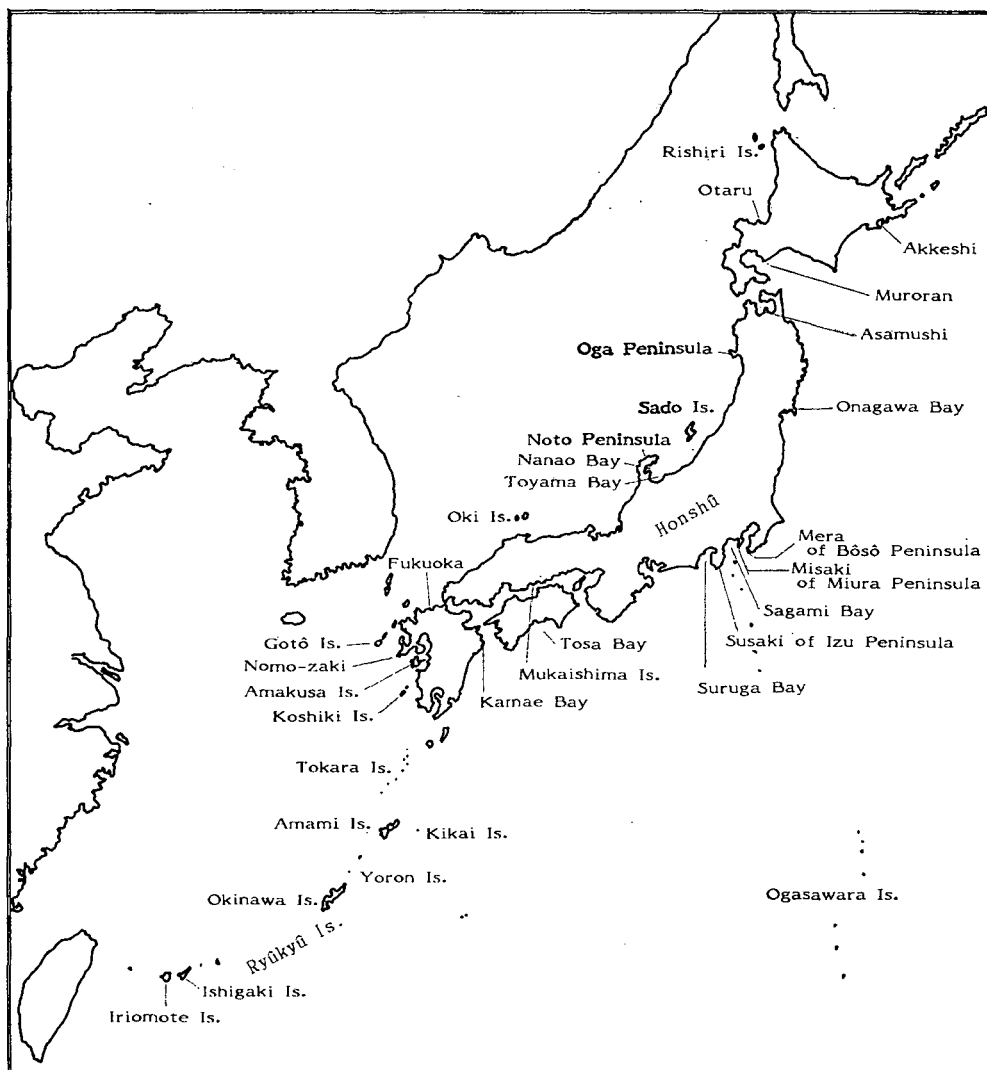 Rishiri Is.
Otaru
Akkeshi
Muroran
Asamushi
Oga Peninsula
Sado Is.
Onagawa Bay
Noto Peninsula
Nanao Bay
Toyama Bay
Oki Is.
Honshû
Fukuoka
Mera
of Bôsô Peninsula
Misaki
of Miura Peninsula
Sagami Bay
Gotô Is.
Tosa Bay
Susaki of Izu Peninsula
Nomo-zaki
Mukaishima Is.
Amakusa Is.
Suruga Bay
Koshiki Is.
Kamae Bay
Tokara Is.
Amami Is.
Kikai Is.
Yoron Is.
Okinawa Is.
Ogasawara Is.
Ryûkyû Is.
Ishigaki Is.
Iriomote Is.